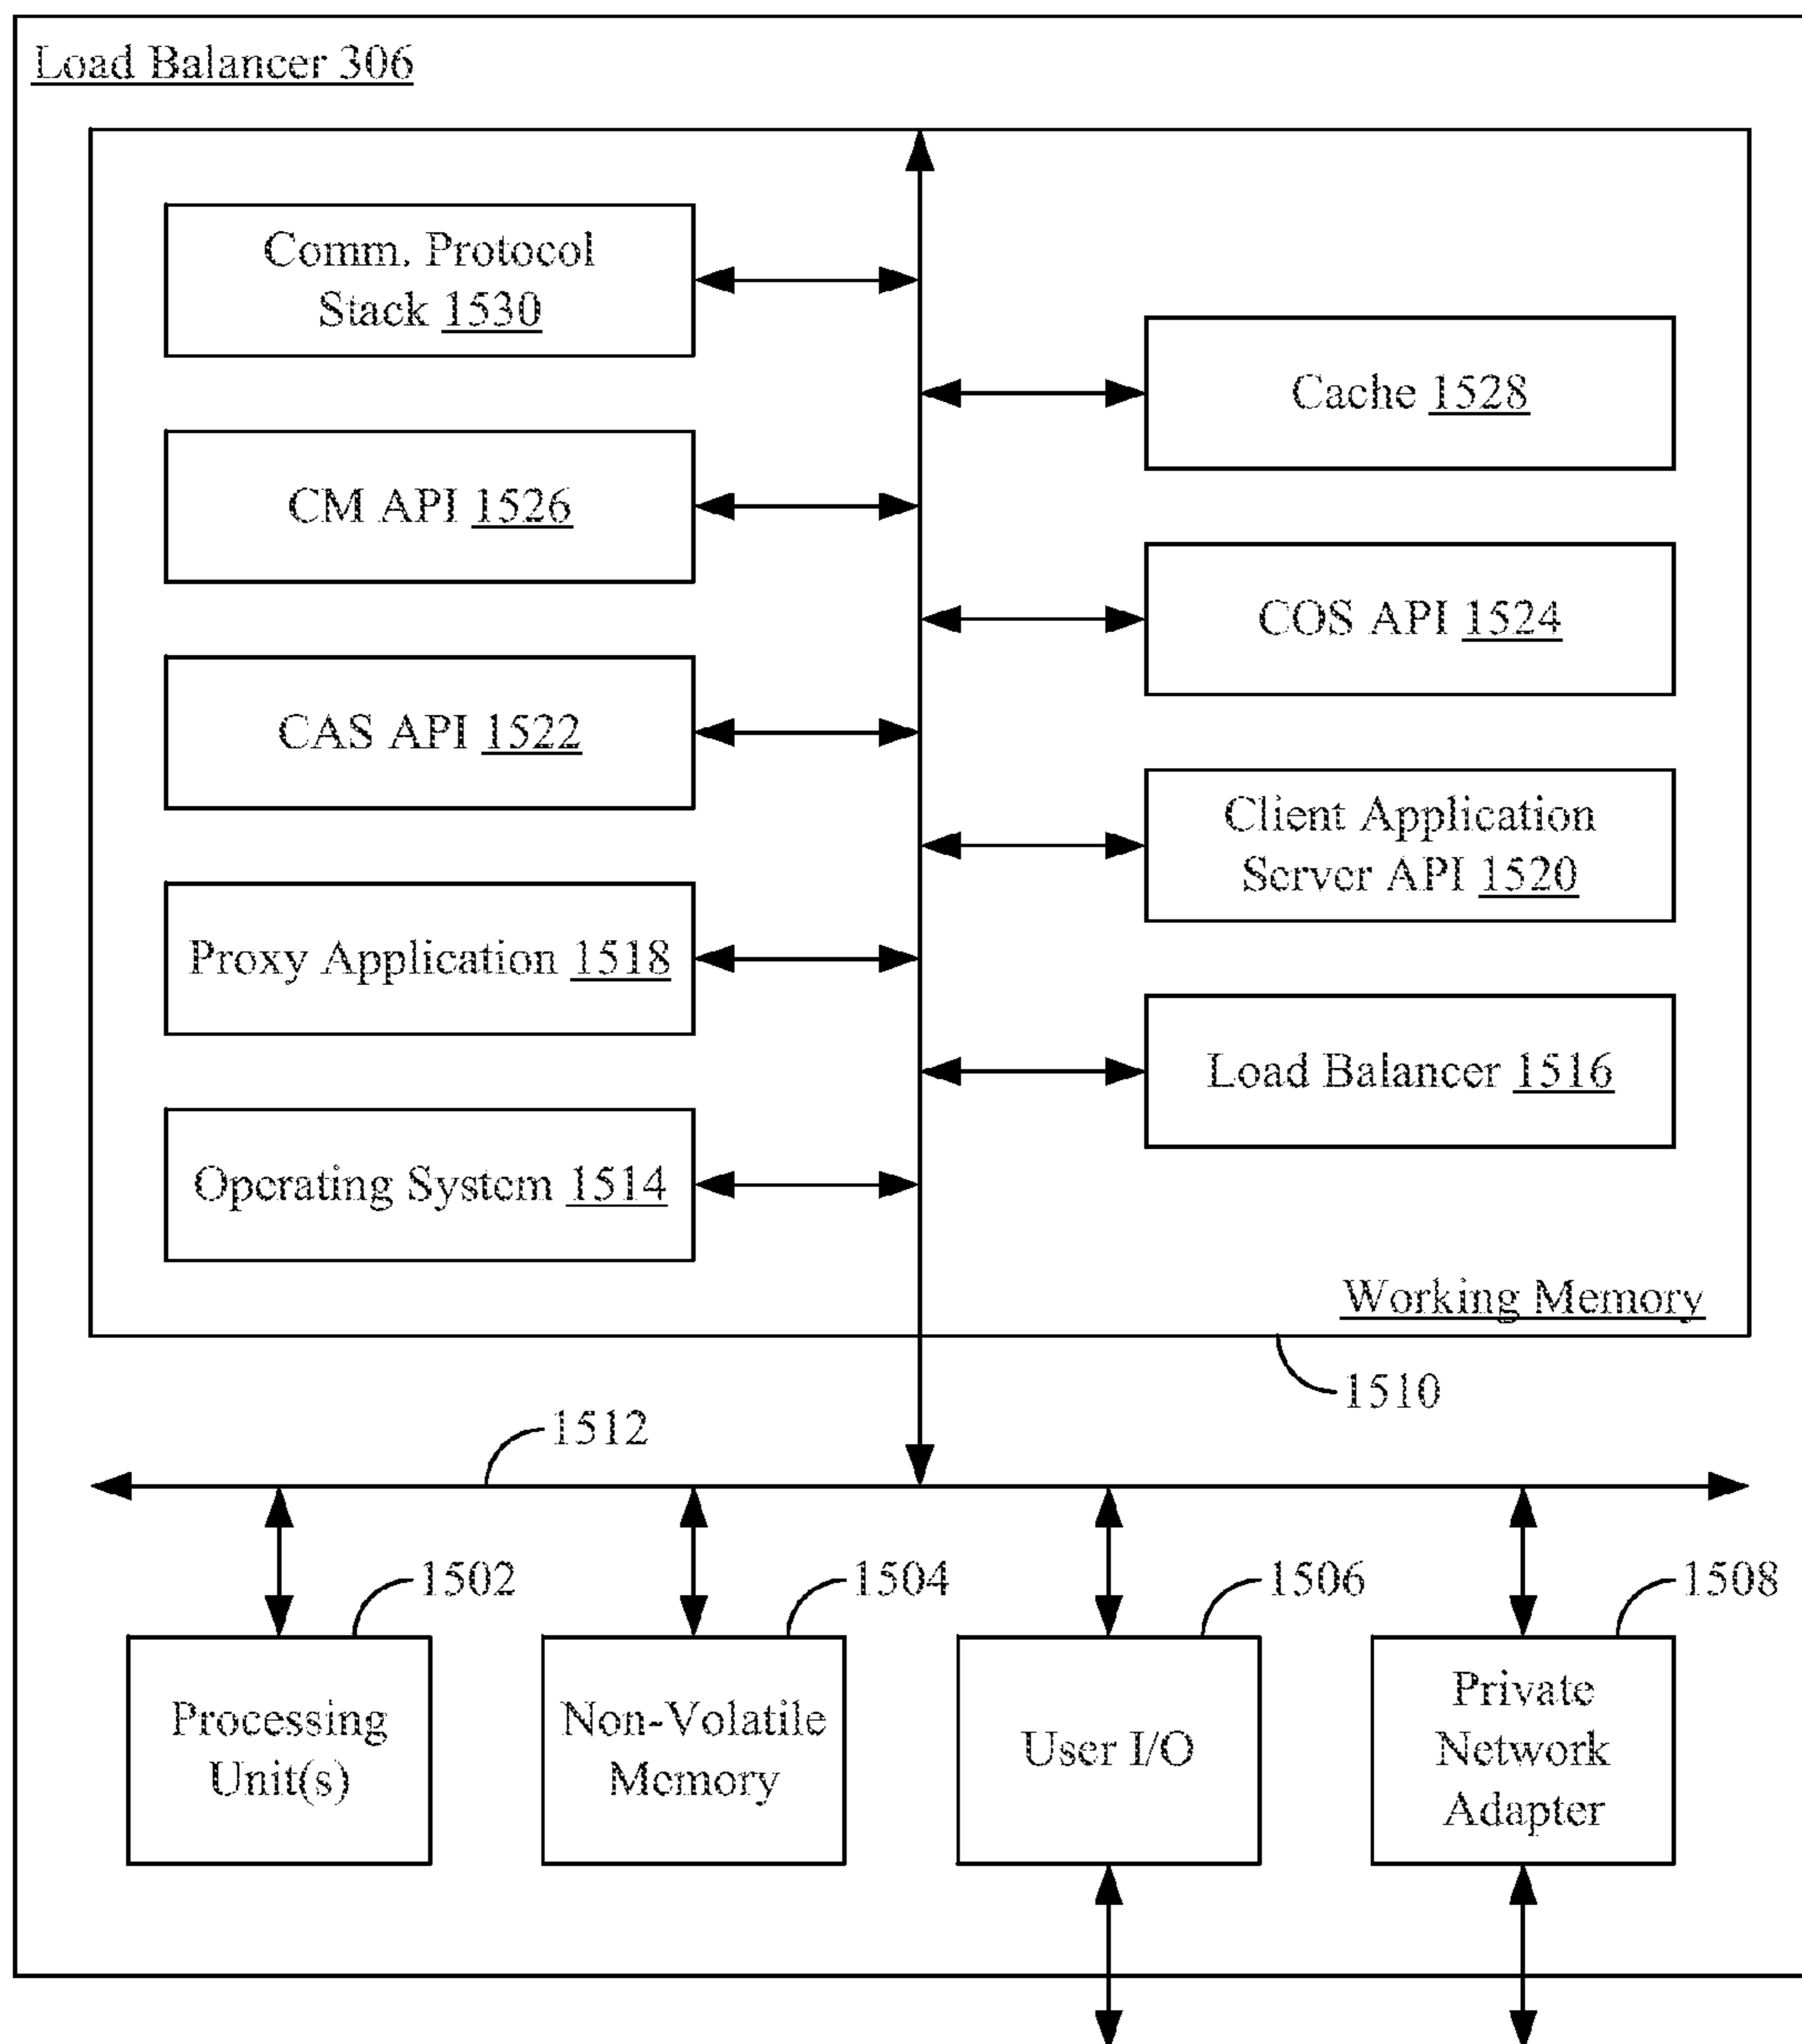 Load Balancer 306
Comm. Protocol
Stack 1530
Cache 1528
CM API 1526
COS API 1524
CAS API 1522
Client Application
Server API 1520
Proxy Application 1518
Load Balancer 1516
Operating System 1514
Working Memory
1510
1512
1502
1504
1506
1508
Processing
Unit(s)
Non-Volatile
Memory
User I/O
Private
Network
Adapter